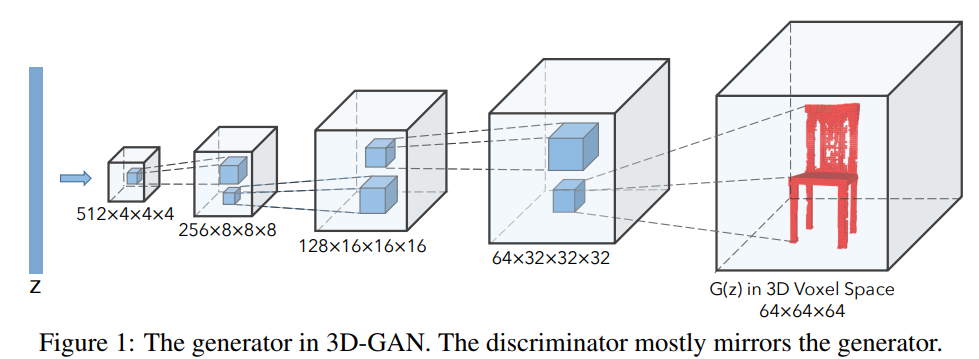 z
512×4×4×4
256×8×8×8
128×16×16×16
64×32×32×32
G(z) in 3D Voxel Space
64×64×64
Figure 1: The generator in 3D-GAN. The discriminator mostly mirrors the generator.